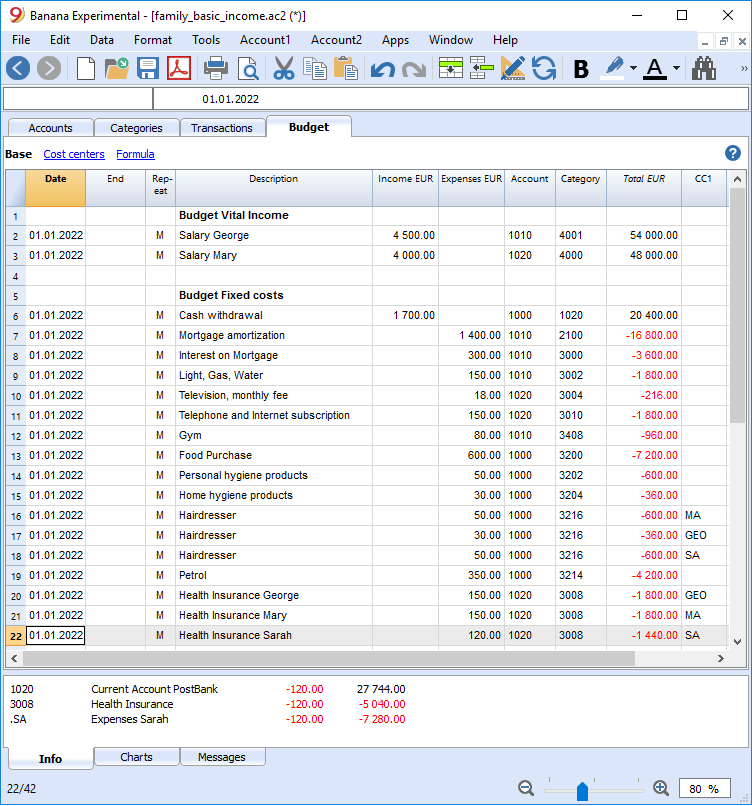 Banana Experimental - [family_basic_income.ac2 (*)]
File Edit Data Format Tools Account1 Account2 Apps Window Help
B A »
01.01.2022
Accounts Categories Transactions Budget
Base Cost centers Formula ?
Date End Rep-eat Description Income EUR Expenses EUR Account Category Total EUR CC1
1 Budget Vital Income
2 01.01.2022 M Salary George 4 500.00 1010 4001 54 000.00
3 01.01.2022 M Salary Mary 4 000.00 1020 4000 48 000.00
4
5 Budget Fixed costs
6 01.01.2022 M Cash withdrawal 1 700.00 1000 1020 20 400.00
7 01.01.2022 M Mortgage amortization 1 400.00 1010 2100 -16 800.00
8 01.01.2022 M Interest on Mortgage 300.00 1010 3000 -3 600.00
9 01.01.2022 M Light, Gas, Water 150.00 1010 3002 -1 800.00
10 01.01.2022 M Television, monthly fee 18.00 1020 3004 -216.00
11 01.01.2022 M Telephone and Internet subscription 150.00 1020 3010 -1 800.00
12 01.01.2022 M Gym 80.00 1010 3408 -960.00
13 01.01.2022 M Food Purchase 600.00 1000 3200 -7 200.00
14 01.01.2022 M Personal hygiene products 50.00 1000 3202 -600.00
15 01.01.2022 M Home hygiene products 30.00 1000 3204 -360.00
16 01.01.2022 M Hairdresser 50.00 1000 3216 -600.00 MA
17 01.01.2022 M Hairdresser 30.00 1000 3216 -360.00 GEO
18 01.01.2022 M Hairdresser 50.00 1000 3216 -600.00 SA
19 01.01.2022 M Petrol 350.00 1000 3214 -4 200.00
20 01.01.2022 M Health Insurance George 150.00 1020 3008 -1 800.00 GEO
21 01.01.2022 M Health Insurance Mary 150.00 1020 3008 -1 800.00 MA
22 01.01.2022 M Health Insurance Sarah 120.00 1020 3008 -1 440.00 SA
1020 Current Account PostBank -120.00 27 744.00
3008 Health Insurance -120.00 -5 040.00
.SA Expenses Sarah -120.00 -7 280.00
Info Charts Messages
22/42 80 %